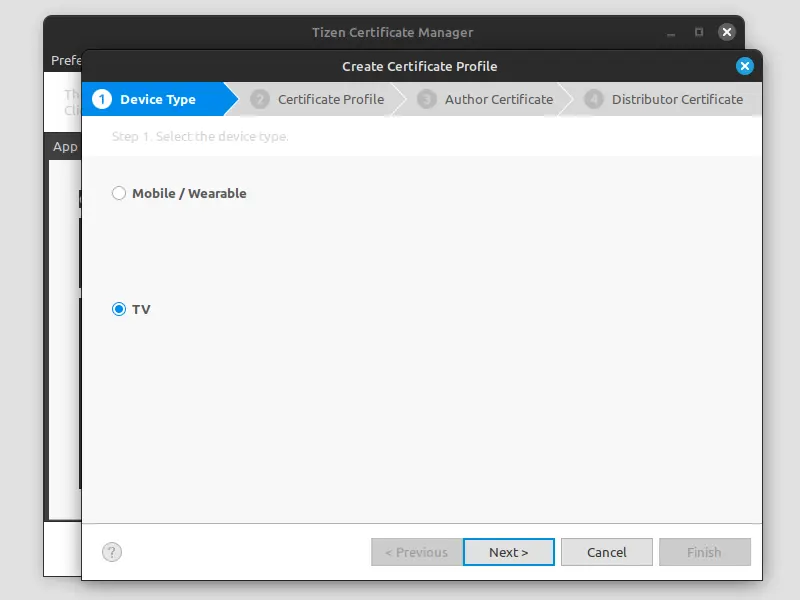 Tizen Certificate Manager
Prefe
Create Certificate Profile
1 Device Type
2 Certificate Profile
3 Author Certificate
4 Distributor Certificate
Th
Cli
Step 1. Select the device type.
App
Mobile / Wearable
TV
?
< Previous
Next >
Cancel
Finish